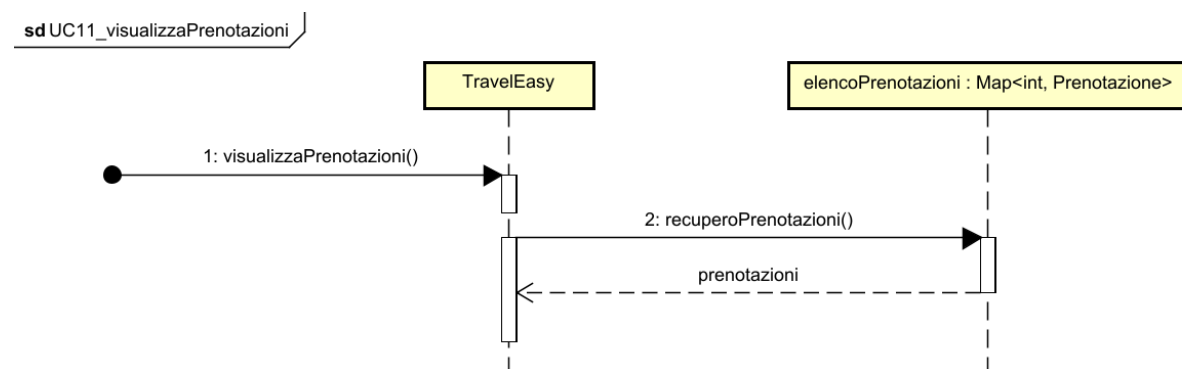 sd UC11_visualizzaPrenotazioni
TravelEasy
elencoPrenotazioni : Map<int, Prenotazione>
1: visualizzaPrenotazioni()
2: recuperoPrenotazioni()
prenotazioni